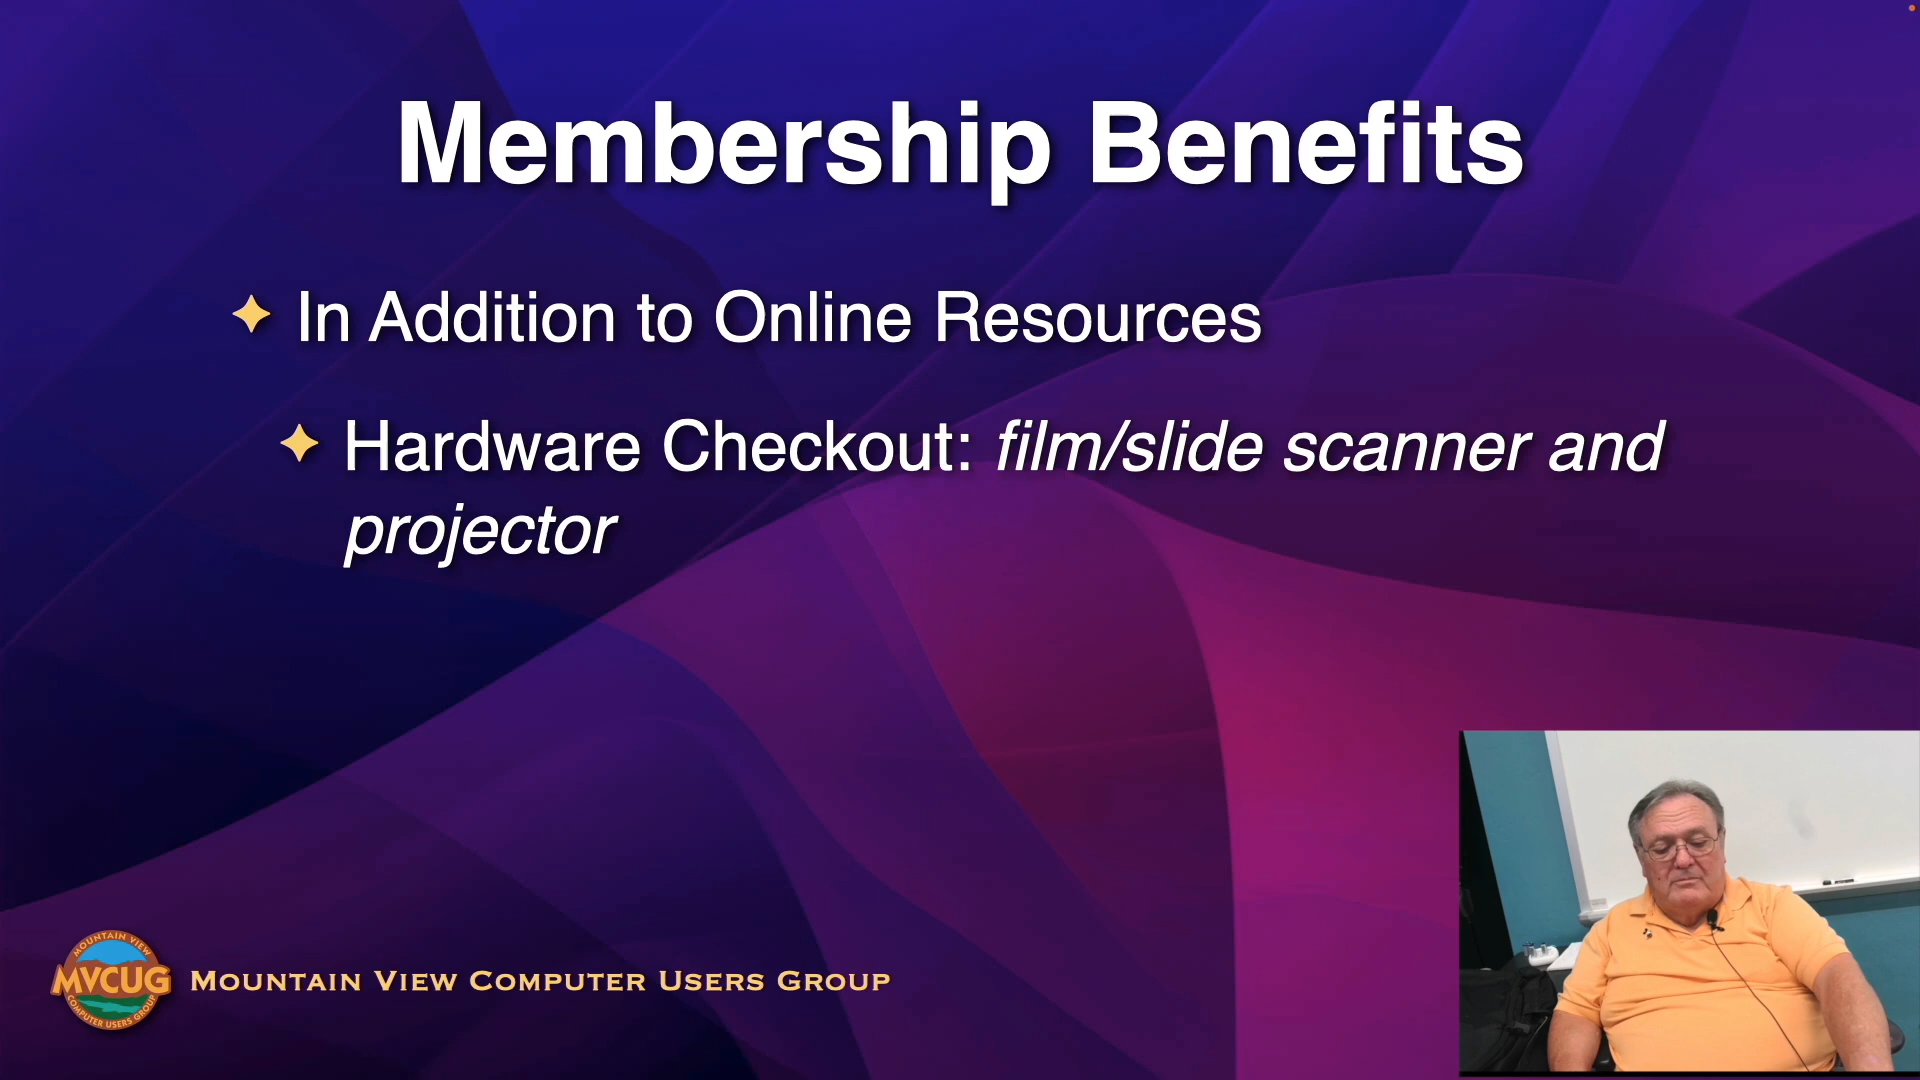 Membership Benefits
In Addition to Online Resources
Hardware Checkout: film/slide scanner and
projector
MOUNTAIN VIEW
MVCUG
COMPUTER USERS GROUP
Mountain View Computer Users Group